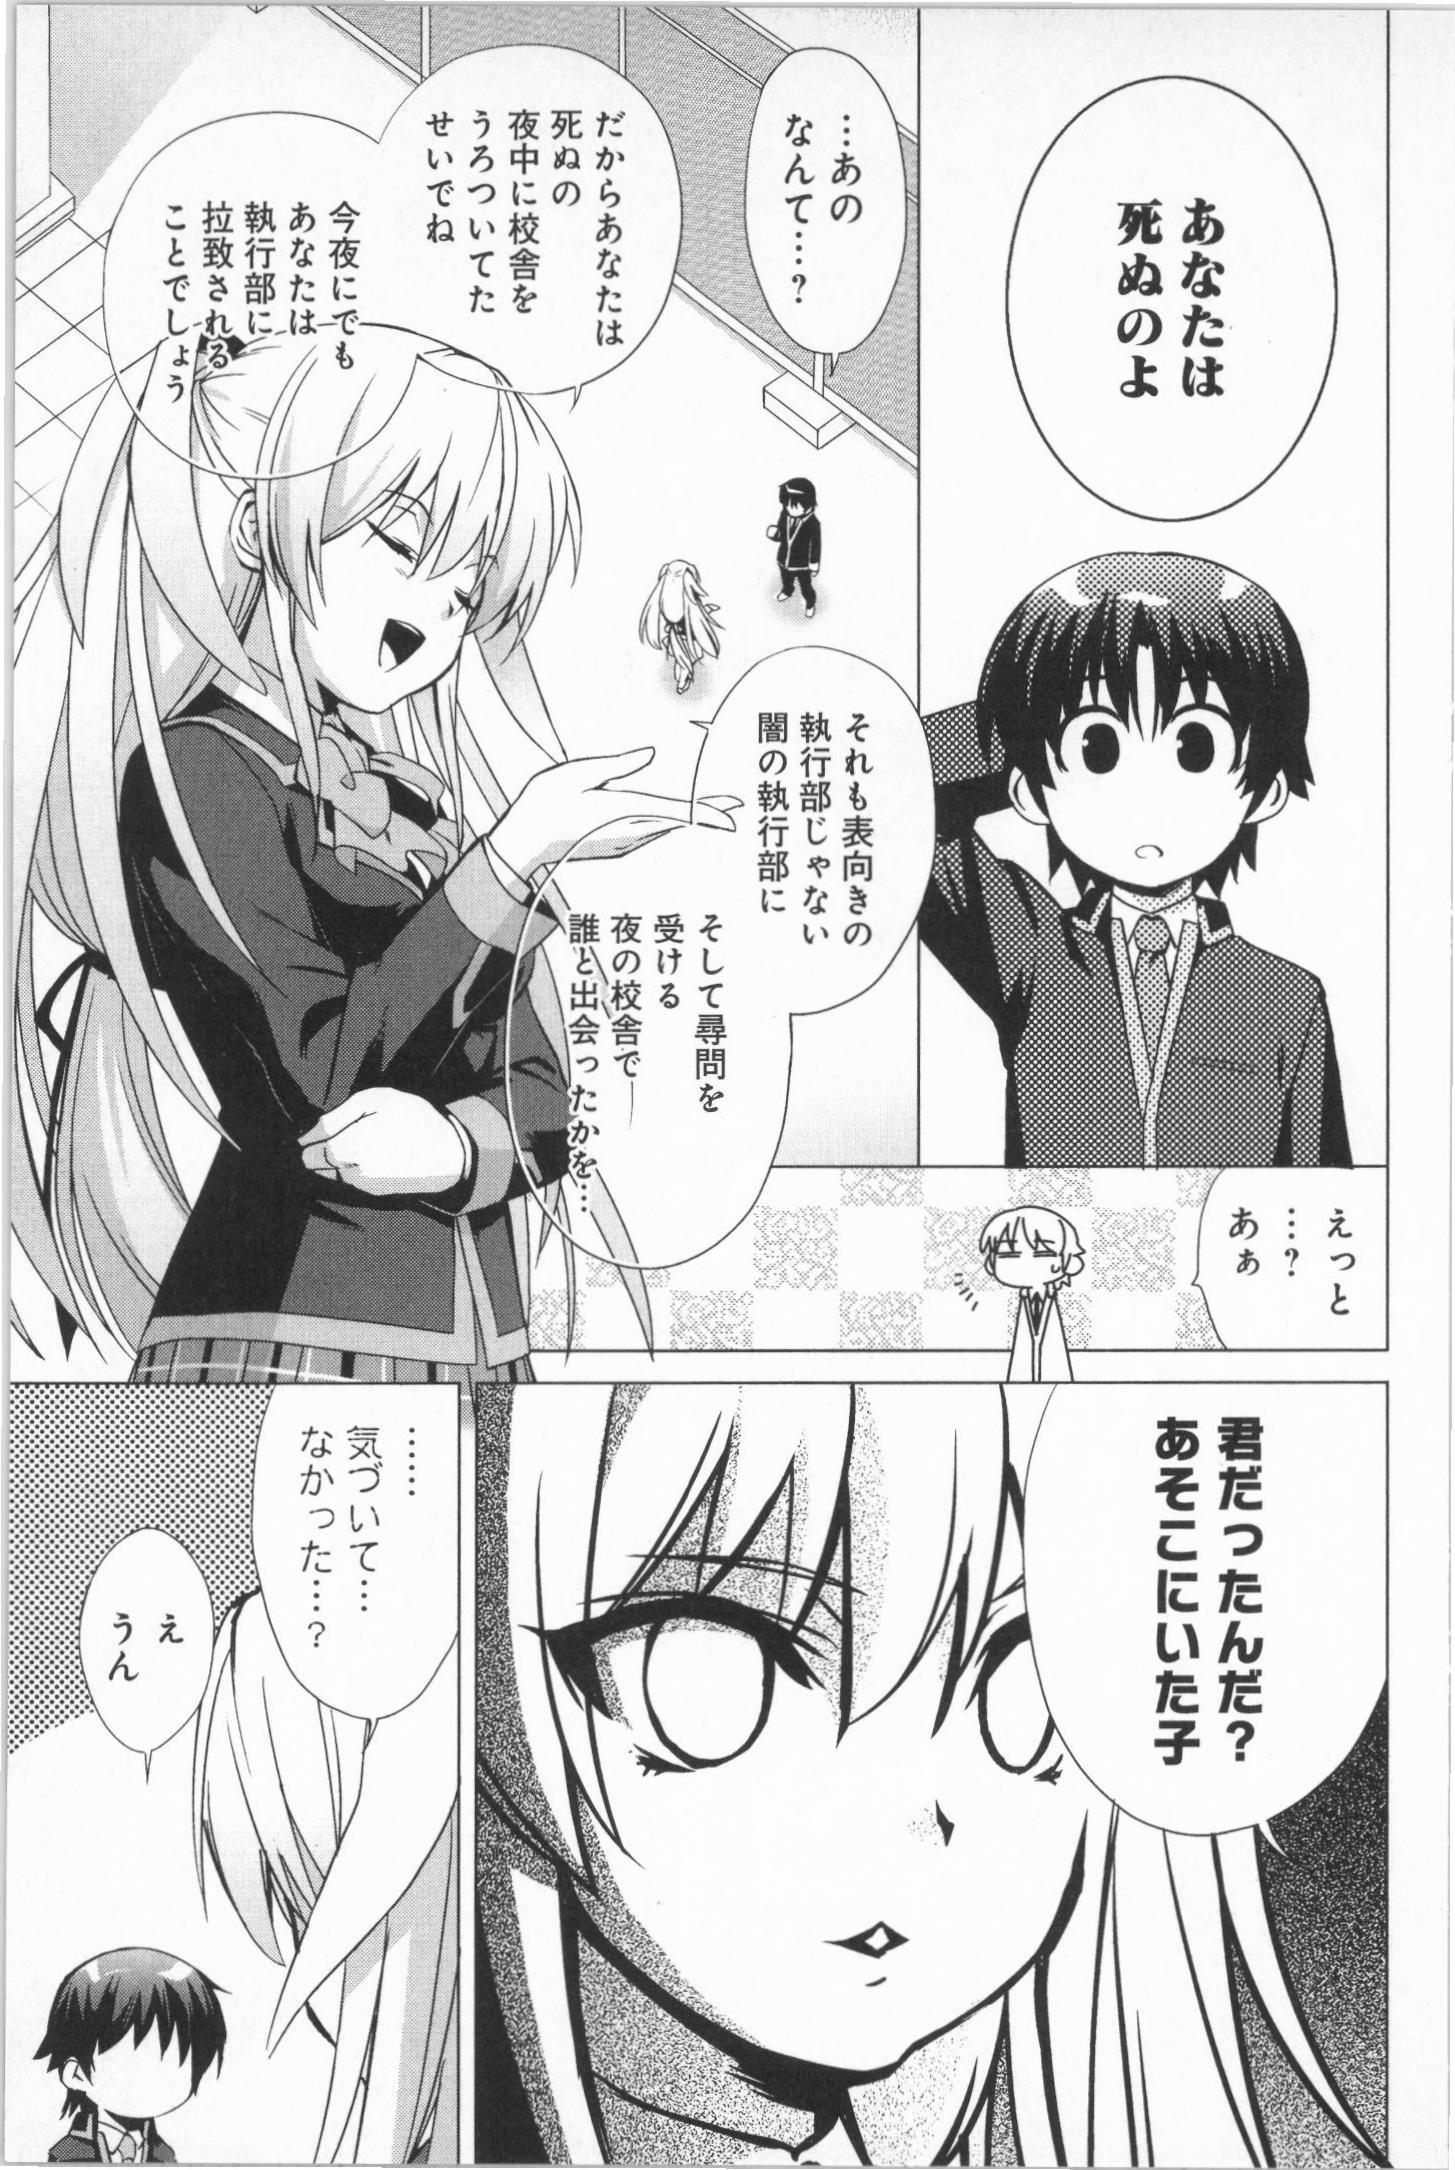 あなたは
死ぬのよ
…あの
なんて…？
だからあなたは
死ぬの
夜中に校舎を
うろついてた
せいでね
今夜にでも
あなたは
執行部に
拉致される
ことでしょう
それも表向きの
執行部じゃない
闇の執行部に
そして尋問を
受ける
夜の校舎で
誰と出会ったかを…
えっと
…？
あぁ
君だったんだ？
あそこにいた子
……
気づいて…
なかった…？
え
うん